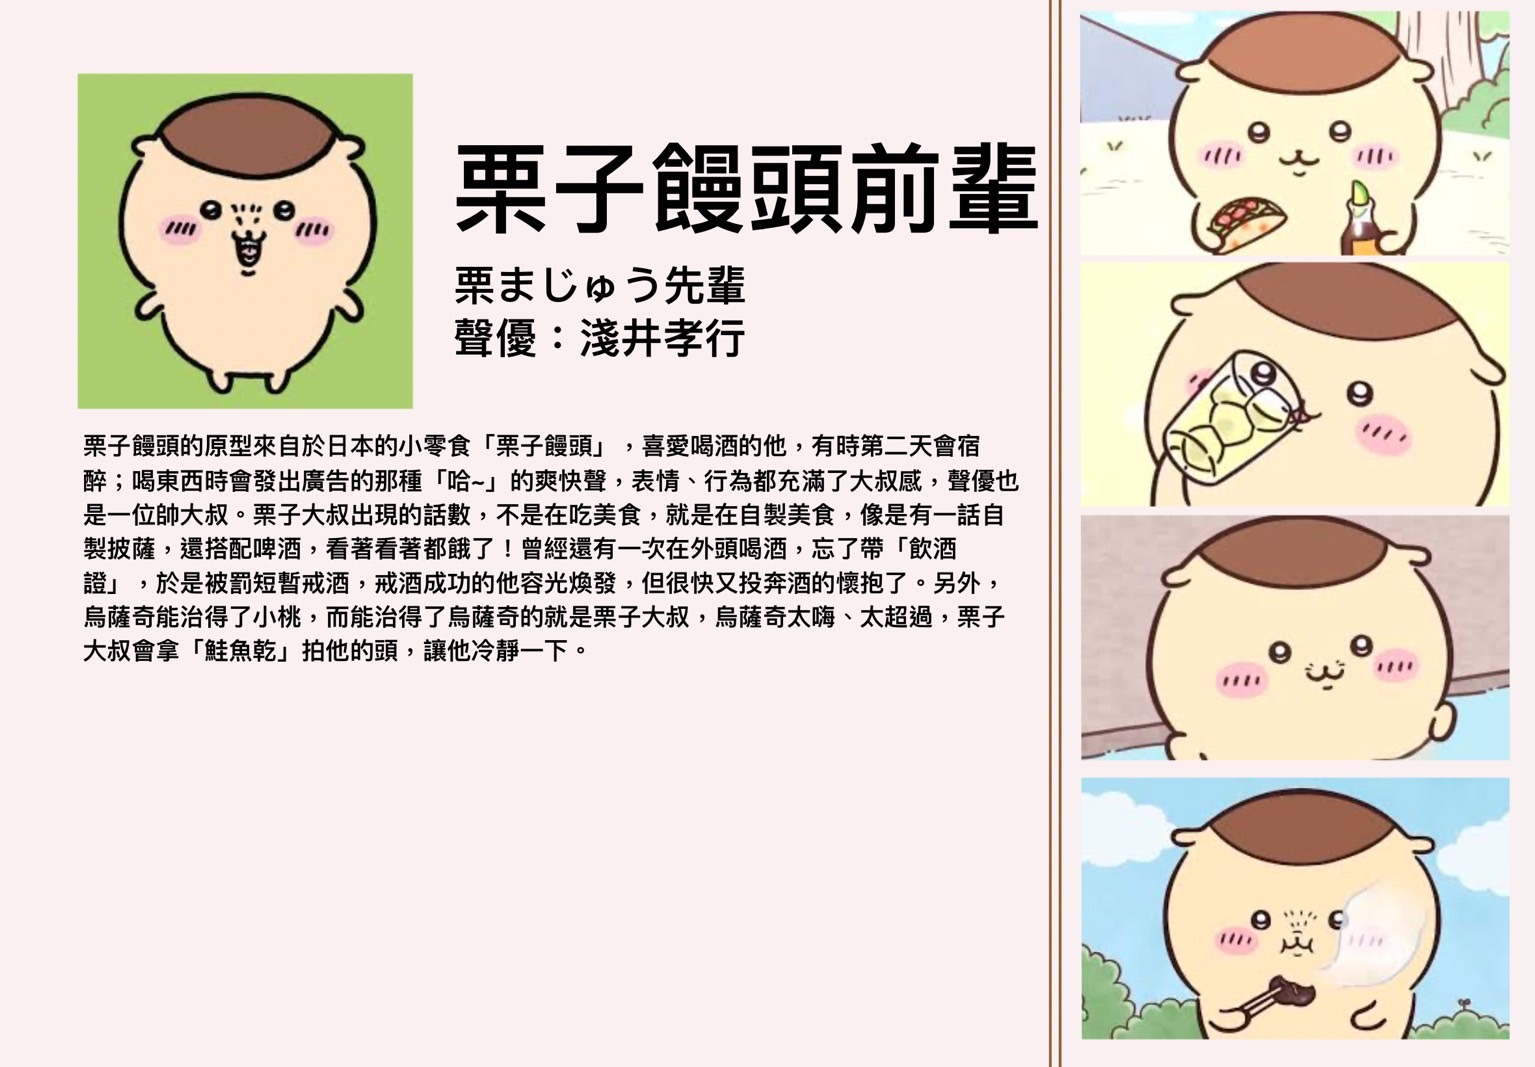 栗子饅頭前輩
栗まじゅう先輩
聲優：淺井孝行
栗子饅頭的原型來自於日本的小零食「栗子饅頭」，喜愛喝酒的他，有時第二天會宿
醉；喝東西時會發出廣告的那種「哈~」的爽快聲，表情、行為都充滿了大叔感，聲優也
是一位帥大叔。栗子大叔出現的話數，不是在吃美食，就是在自製美食，像是有一話自
製披薩，還搭配啤酒，看著看著都餓了！曾經還有一次在外頭喝酒，忘了帶「飲酒
證」，於是被罰短暫戒酒，戒酒成功的他容光煥發，但很快又投奔酒的懷抱了。另外，
烏薩奇能治得了小桃，而能治得了烏薩奇的就是栗子大叔，烏薩奇太嗨、太超過，栗子
大叔會拿「鮭魚乾」拍他的頭，讓他冷靜一下。